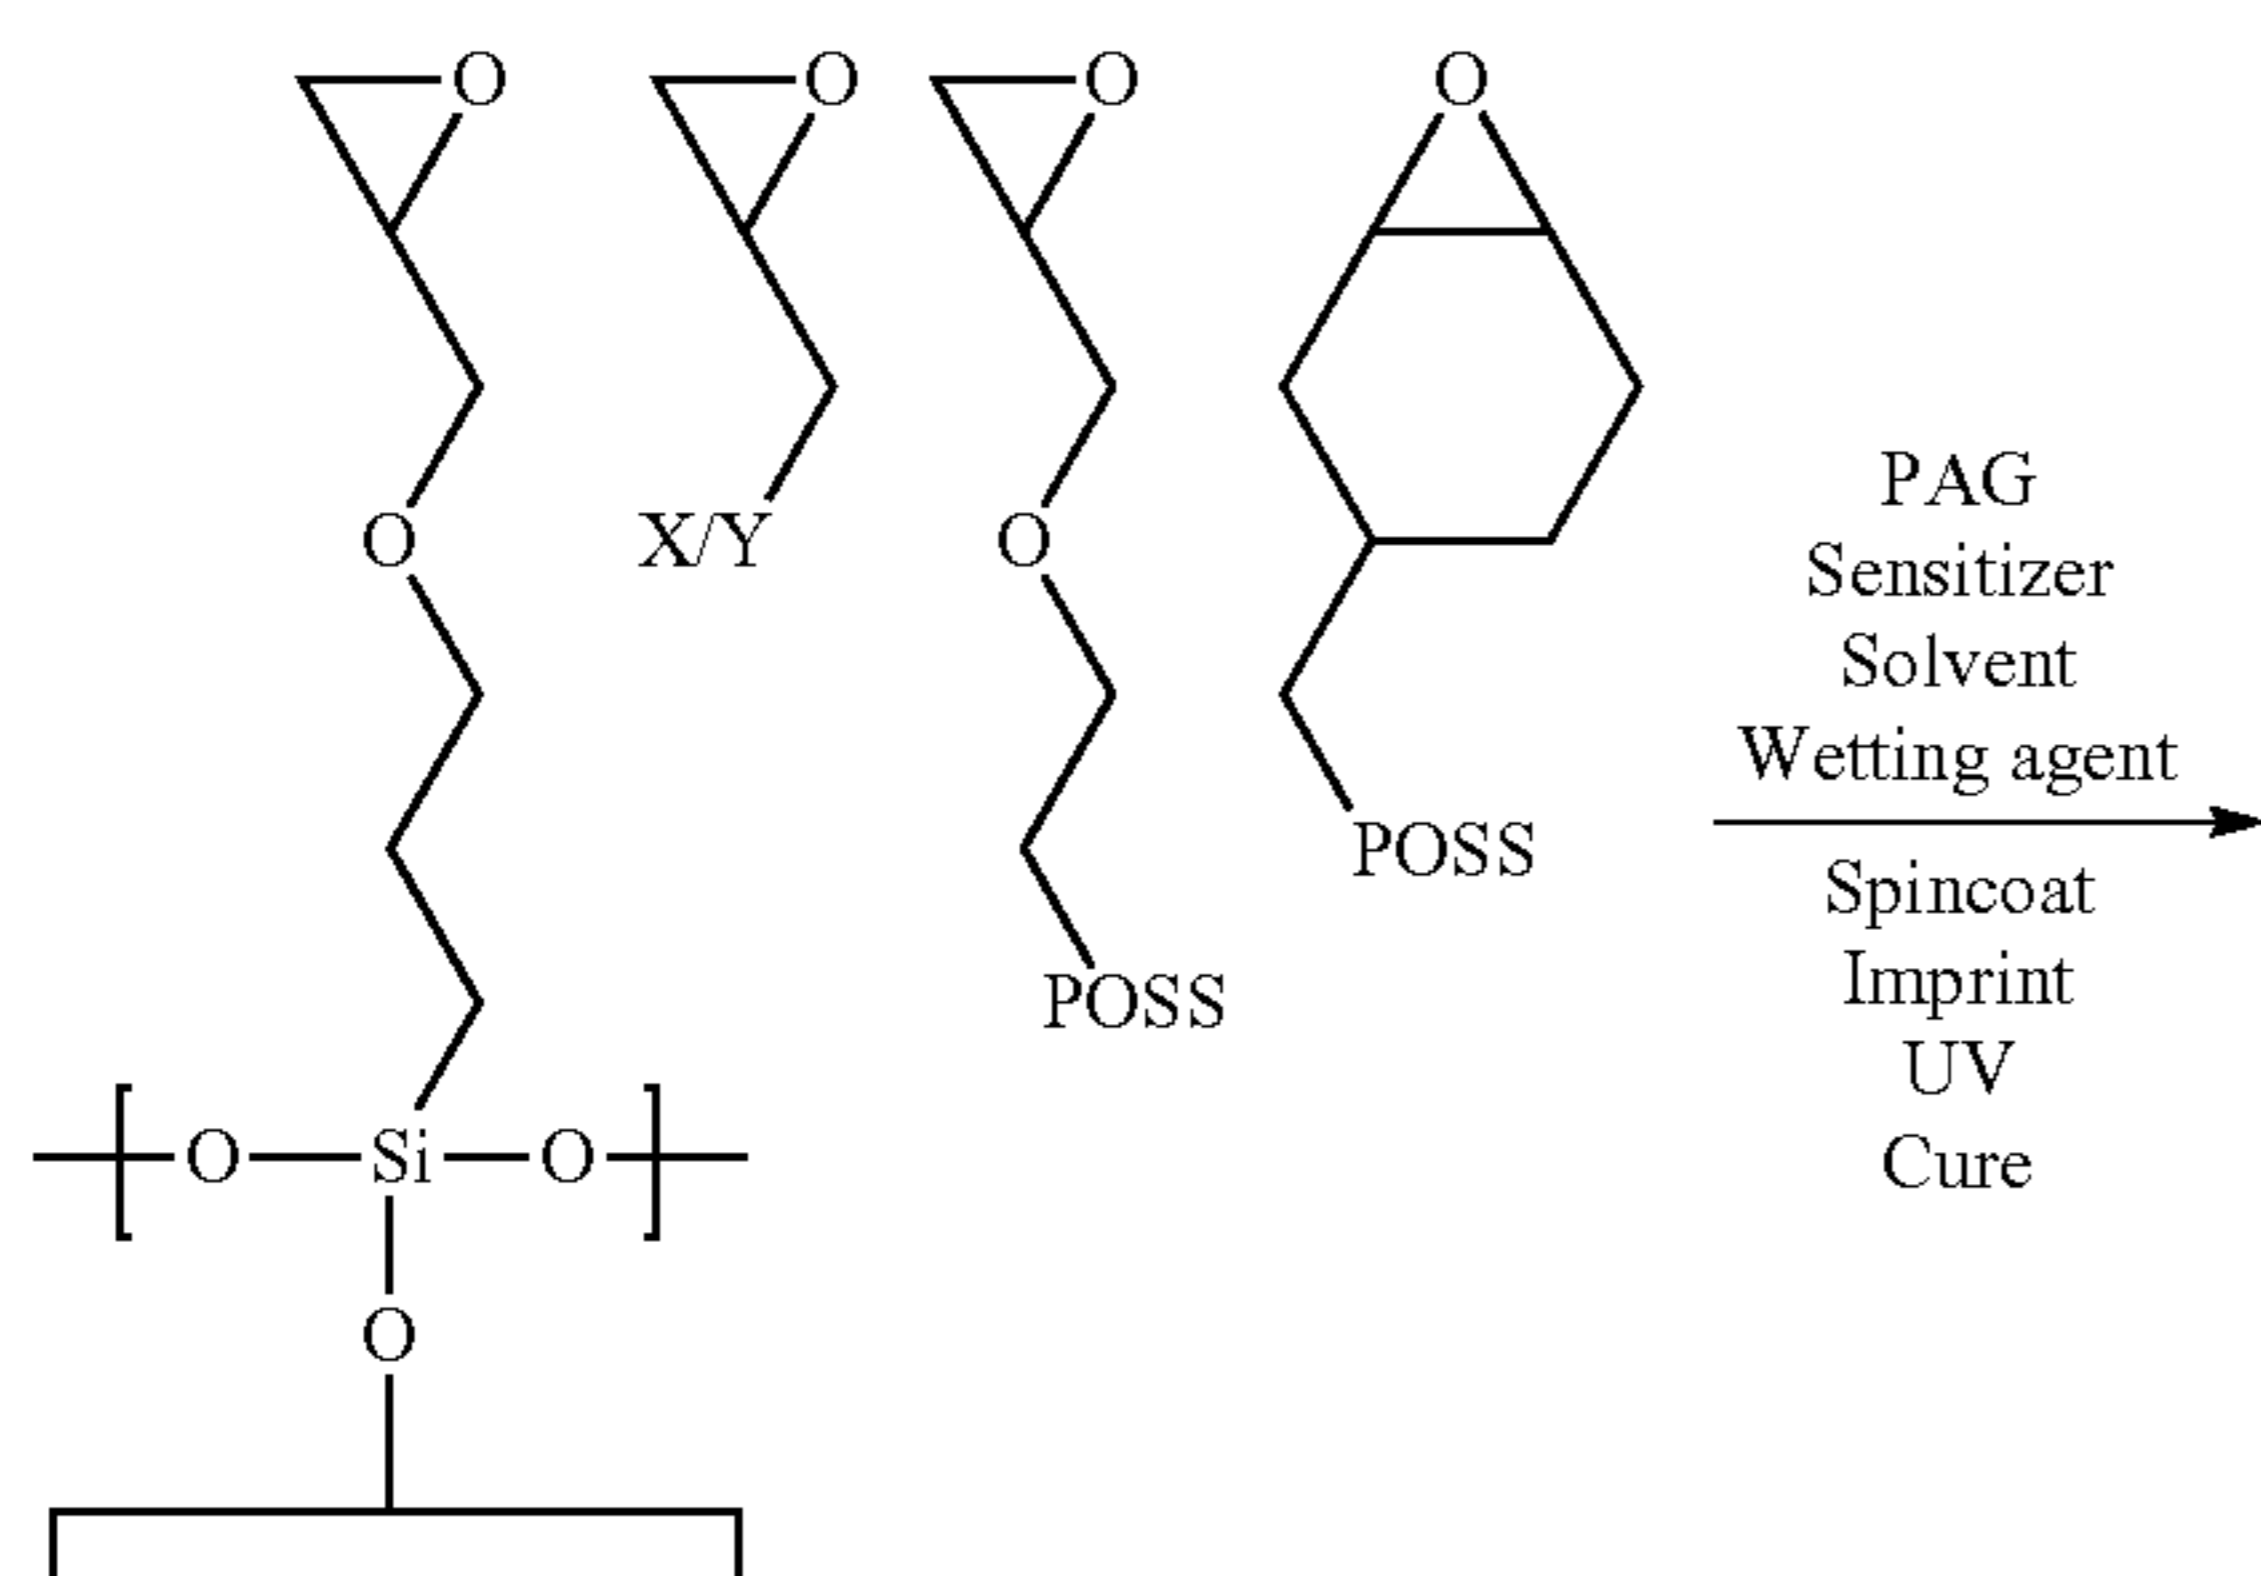 O O O O
O X/Y O
POSS
POSS
O Si O
O
PAG
Sensitizer
Solvent
Wetting agent
Spincoat
Imprint
UV
Cure